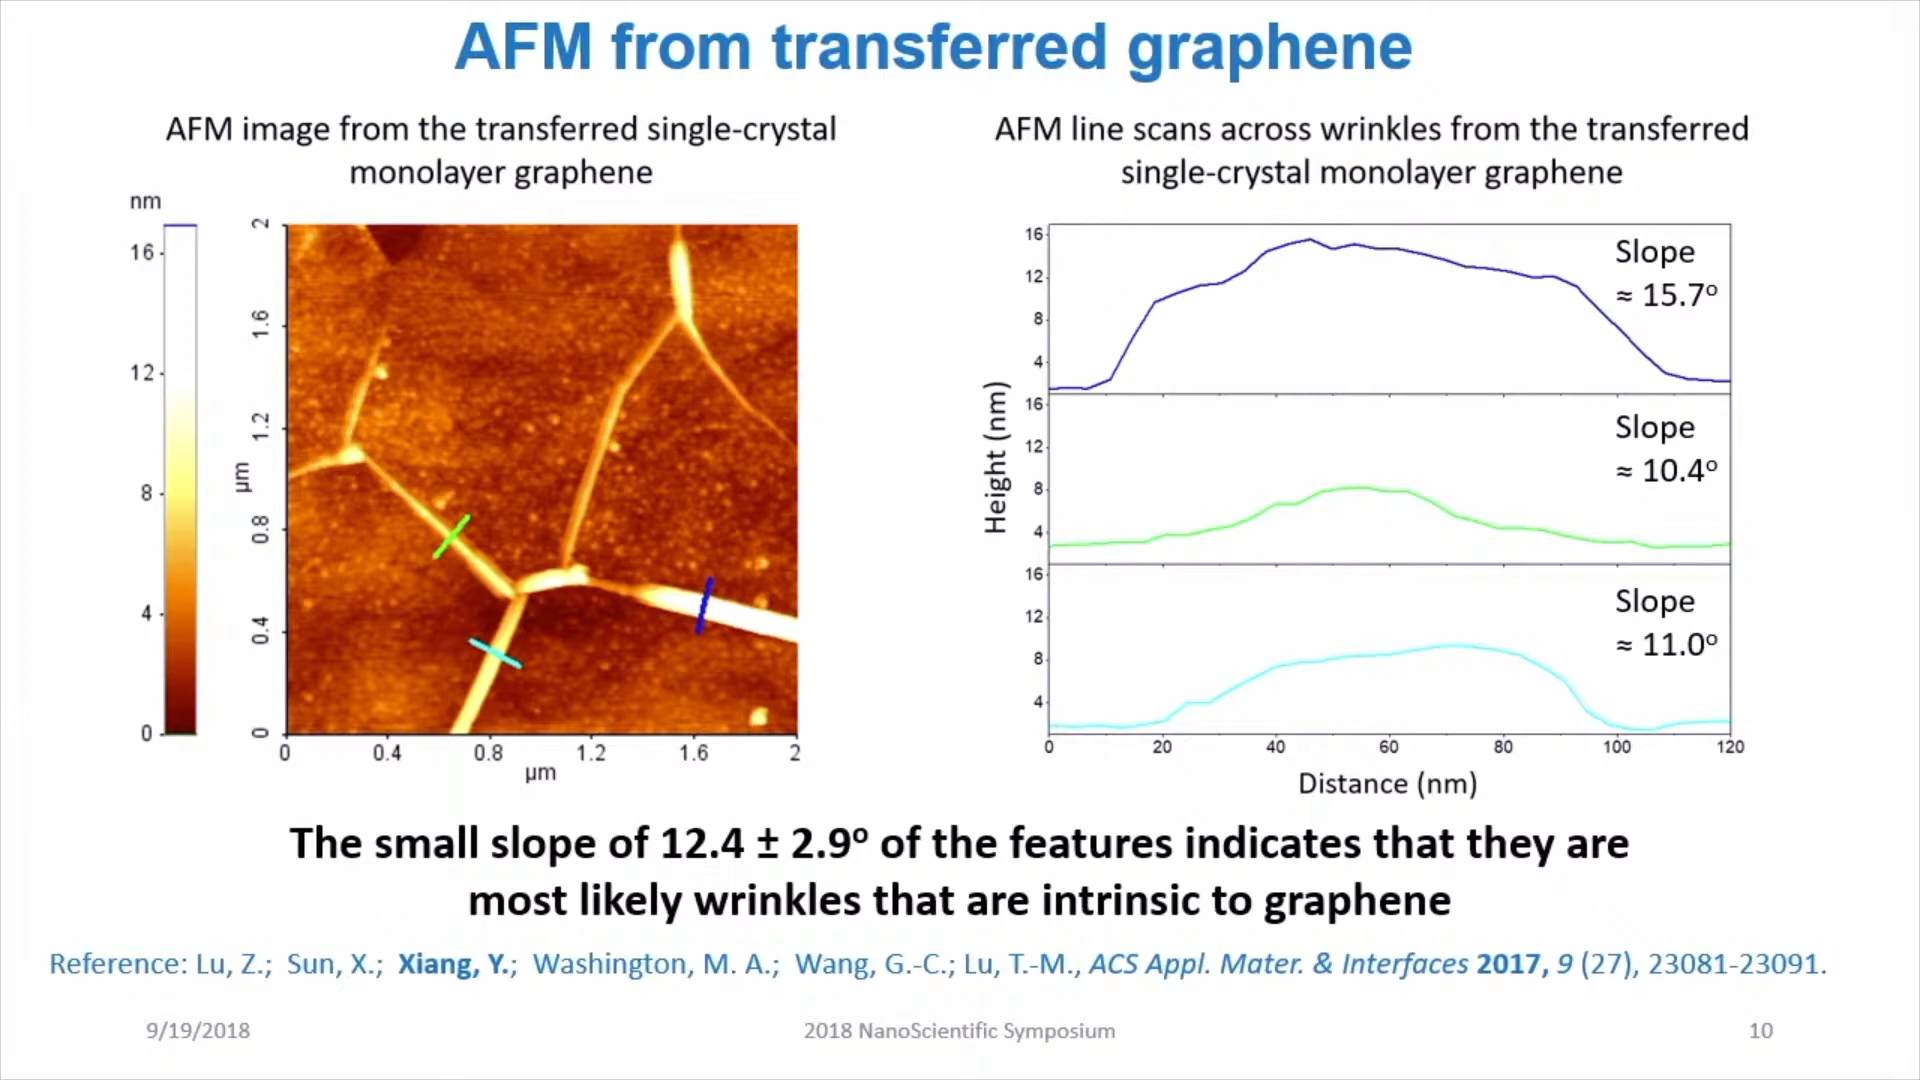 AFM from transferred graphene
AFM image from the transferred single-crystal
monolayer graphene
nm
16
12
8
4
0
2
1.6
1.2
0.8
0.4
0
µm
0
0.4
0.8
1.2
1.6
2
µm
AFM line scans across wrinkles from the transferred
single-crystal monolayer graphene
Height (nm)
16
12
8
4
Slope
≈ 15.7º
16
12
8
4
Slope
≈ 10.4º
16
12
8
4
Slope
≈ 11.0º
0
20
40
60
80
100
120
Distance (nm)
The small slope of 12.4 ± 2.9º of the features indicates that they are
most likely wrinkles that are intrinsic to graphene
Reference: Lu, Z.; Sun, X.; Xiang, Y.; Washington, M. A.; Wang, G.-C.; Lu, T.-M., ACS Appl. Mater. & Interfaces 2017, 9 (27), 23081-23091.
9/19/2018
2018 NanoScientific Symposium
10